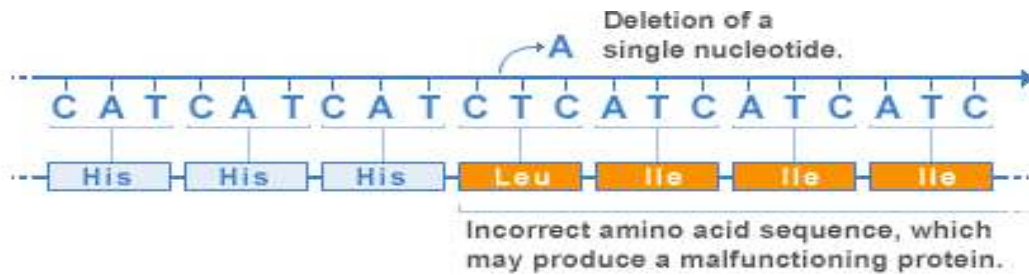 Deletion of a
single nucleotide.
A
C A T C A T C A T C T C A T C A T C A T C
His His His Leu Ile Ile Ile
Incorrect amino acid sequence, which
may produce a malfunctioning protein.